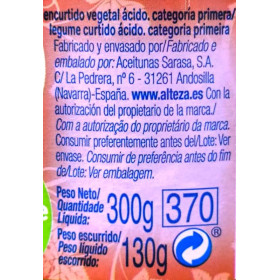 encurtido vegetal ácido. categoría primera/
legume curtido ácido. categoria primeira
Fabricado y envasado por/Fabricado e
embalado por: Aceitunas Sarasa, S.A.
C/ La Pedrera, nº 6 - 31261 Andosilla
(Navarra)-España. www.alteza.es Con la
autorización del propietario de la marca./
Com a autorização do proprietário da marca./
Consumir preferentemente antes del/Lote: Ver
envase. Consumir de preferência antes do fim
de/Lote: Ver embalagem.
Peso Neto/
Quantidade
Líquida: 300g 370
Peso escurrido/
Peso líquido
escorrido: 130g ®